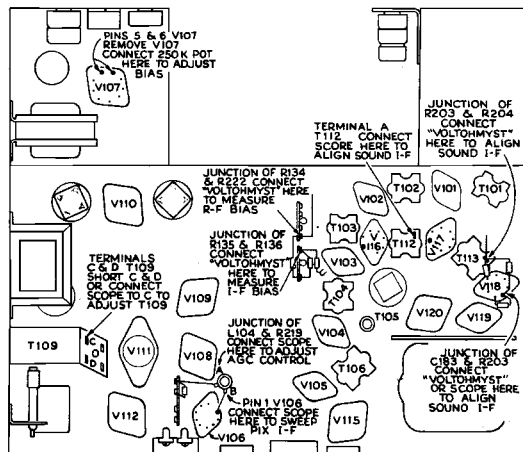 PINS 5 & 6 V107
REMOVE V107
CONNECT 250K POT
HERE TO ADJUST
BIAS
V107
TERMINAL A
T112 CONNECT
SCORE HERE TO
ALIGN SOUND I-F
JUNCTION OF
R203 & R204
CONNECT
"VOLTOHMYST"
HERE TO ALIGN
SOUND I-F
JUNCTION OF R134
& R222 CONNECT
"VOLTOHMYST" HERE
TO MEASURE
R-F BIAS
V110
V102
T102
V101
T101
T103
V116
T112
V117
T113
JUNCTION OF
R135 & R136
CONNECT
"VOLTOHMYST"
HERE TO
MEASURE
I-F BIAS
V103
V118
TERMINALS
C & D T109
SHORT C & D
OR CONNECT
SCOPE TO C TO
ADJUST T109
V109
T104
T105
V120
V119
T109
C
D
V111
V108
JUNCTION OF
L104 & R219
CONNECT SCOPE
HERE TO ADJUST
AGC CONTROL
A
B
V104
T106
V105
JUNCTION OF
C183 & R203
CONNECT
"VOLTOHMYST"
OR SCOPE HERE
TO ALIGN
SOUND I-F
V112
PIN 1 V106
CONNECT SCOPE
HERE TO SWEEP
PIX I-F
V106
V115